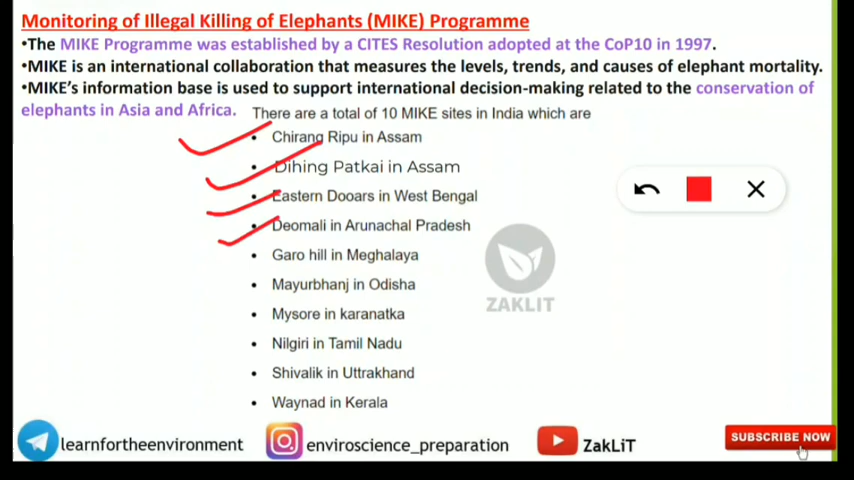 Monitoring of Illegal Killing of Elephants (MIKE) Programme
•The MIKE Programme was established by a CITES Resolution adopted at the CoP10 in 1997.
•MIKE is an international collaboration that measures the levels, trends, and causes of elephant mortality.
•MIKE's information base is used to support international decision-making related to the conservation of
elephants in Asia and Africa.
There are a total of 10 MIKE sites in India which are
• Chirang Ripu in Assam
• Dihing Patkai in Assam
• Eastern Dooars in West Bengal
• Deomali in Arunachal Pradesh
• Garo hill in Meghalaya
• Mayurbhanj in Odisha
• Mysore in karanatka
• Nilgiri in Tamil Nadu
• Shivalik in Uttrakhand
• Waynad in Kerala
ZAKLIT
learnfortheenvironment
enviroscience_preparation
ZakLiT
SUBSCRIBE NOW